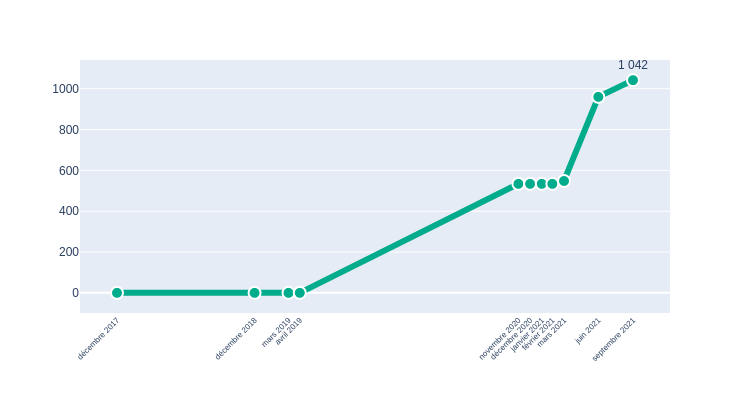 1 042
1000
800
600
400
200
0
décembre 2017
décembre 2018
mars 2019
avril 2019
novembre 2020
décembre 2020
janvier 2021
février 2021
mars 2021
juin 2021
septembre 2021